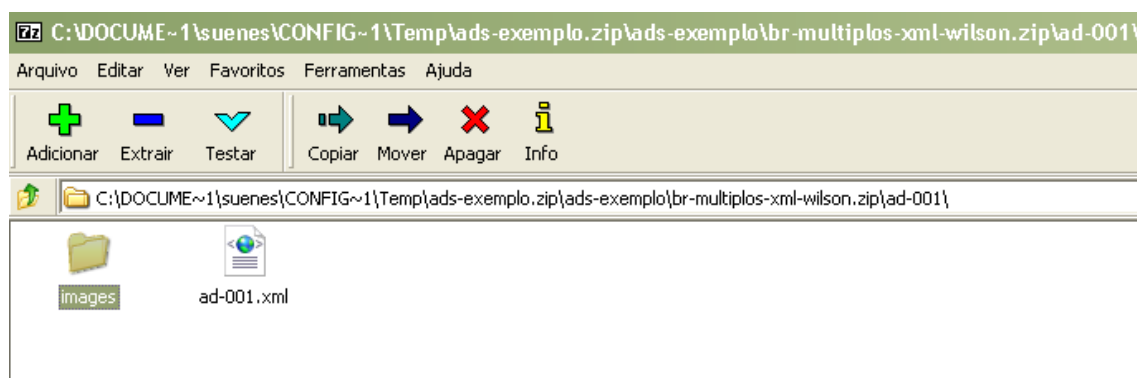 7z C:\DOCUME~1\suenes\CONFIG~1\Temp\ads-exemplo.zip\ads-exemplo\br-multiplos-xml-wilson.zip\ad-001\
Arquivo Editar Ver Favoritos Ferramentas Ajuda
Adicionar Extrair Testar Copiar Mover Apagar Info
C:\DOCUME~1\suenes\CONFIG~1\Temp\ads-exemplo.zip\ads-exemplo\br-multiplos-xml-wilson.zip\ad-001\
images ad-001.xml